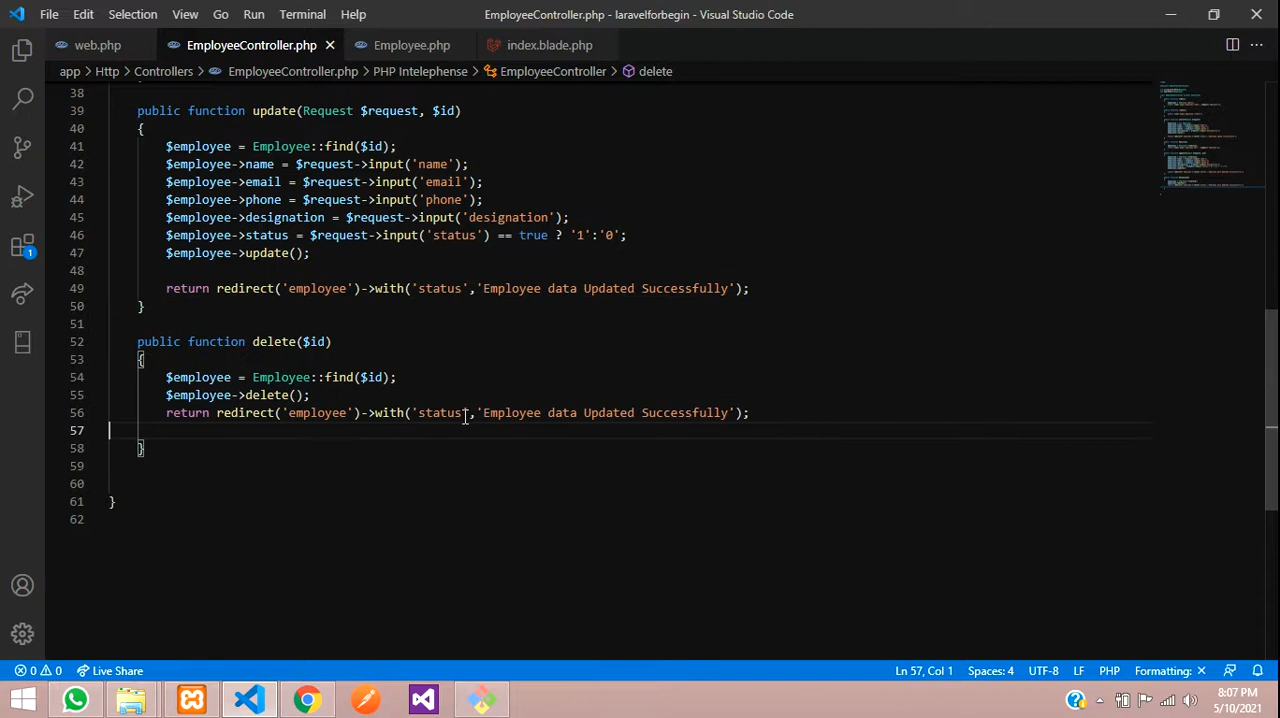 File Edit Selection View Go Run Terminal Help EmployeeController.php - laravelforbegin - Visual Studio Code
web.php EmployeeController.php Employee.php index.blade.php
app > Http > Controllers > EmployeeController.php > PHP Intelephense > EmployeeController > delete
38
39 public function update(Request $request, $id)
40 {
41 $employee = Employee::find($id);
42 $employee->name = $request->input('name');
43 $employee->email = $request->input('email');
44 $employee->phone = $request->input('phone');
45 $employee->designation = $request->input('designation');
46 $employee->status = $request->input('status') == true ? '1':'0';
47 $employee->update();
48
49 return redirect('employee')->with('status','Employee data Updated Successfully');
50 }
51
52 public function delete($id)
53 {
54 $employee = Employee::find($id);
55 $employee->delete();
56 return redirect('employee')->with('status','Employee data Updated Successfully');
57
58 }
59
60
61 }
62
1
0 0 Live Share Ln 57, Col 1 Spaces: 4 UTF-8 LF PHP Formatting: ×
8:07 PM
5/10/2021